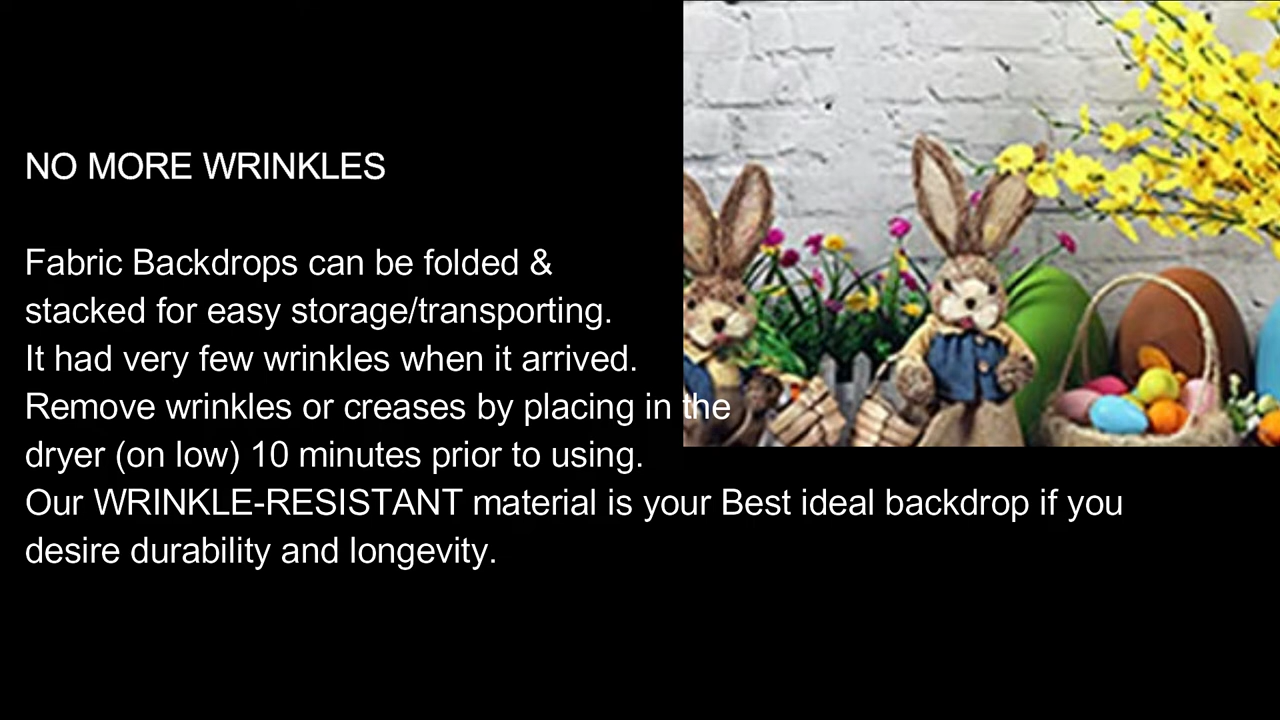 NO MORE WRINKLES
Fabric Backdrops can be folded &
stacked for easy storage/transporting.
It had very few wrinkles when it arrived.
Remove wrinkles or creases by placing in the
dryer (on low) 10 minutes prior to using.
Our WRINKLE-RESISTANT material is your Best ideal backdrop if you
desire durability and longevity.